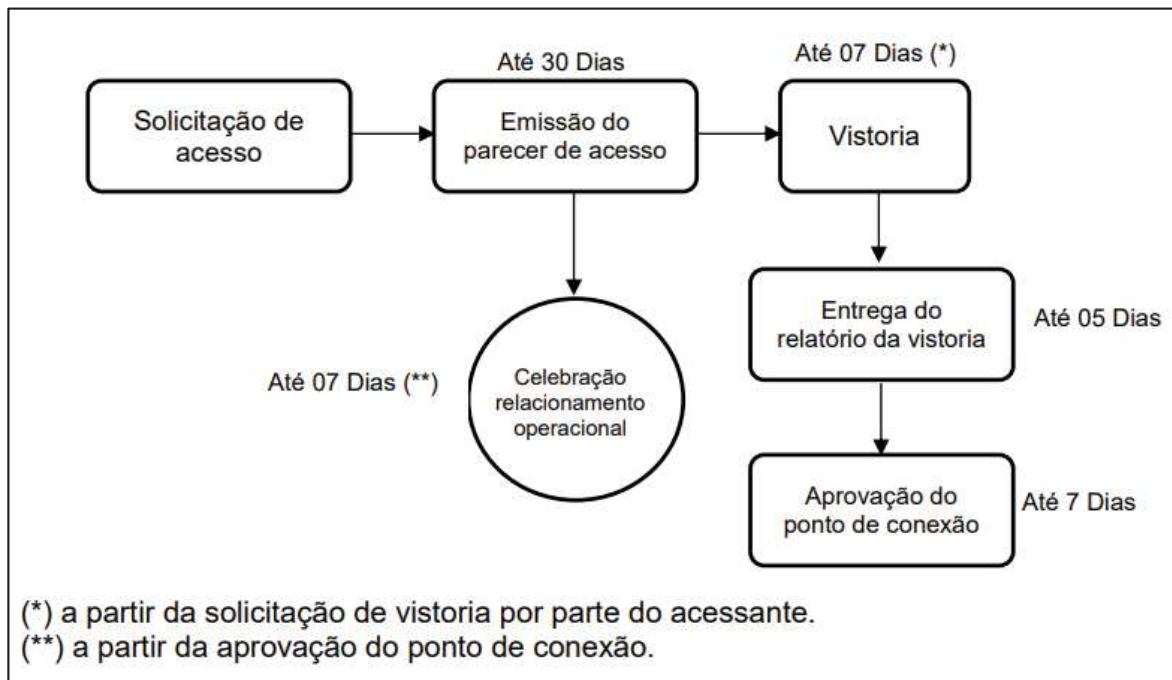 Até 30 Dias
Até 07 Dias (*)
Solicitação de
acesso
Emissão do
parecer de acesso
Vistoria
Entrega do
relatório da vistoria
Até 05 Dias
Até 07 Dias (**)
Celebração
relacionamento
operacional
Aprovação do
ponto de conexão
Até 7 Dias
(*) a partir da solicitação de vistoria por parte do acessante.
(**) a partir da aprovação do ponto de conexão.